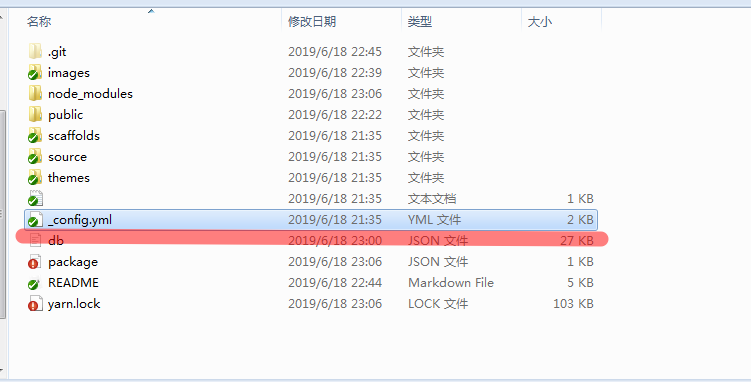 名称 修改日期 类型 大小
.git 2019/6/18 22:45 文件夹
images 2019/6/18 22:39 文件夹
node_modules 2019/6/18 23:06 文件夹
public 2019/6/18 22:22 文件夹
scaffolds 2019/6/18 21:35 文件夹
source 2019/6/18 21:35 文件夹
themes 2019/6/18 21:35 文件夹
2019/6/18 21:35 文本文档 1 KB
_config.yml 2019/6/18 21:35 YML 文件 2 KB
db 2019/6/18 23:00 JSON 文件 27 KB
package 2019/6/18 23:06 JSON 文件 1 KB
README 2019/6/18 22:44 Markdown File 5 KB
yarn.lock 2019/6/18 23:06 LOCK 文件 103 KB